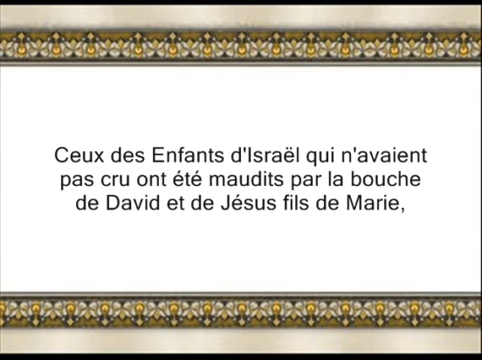 Ceux des Enfants d'Israël qui n'avaient
pas cru ont été maudits par la bouche
de David et de Jésus fils de Marie,